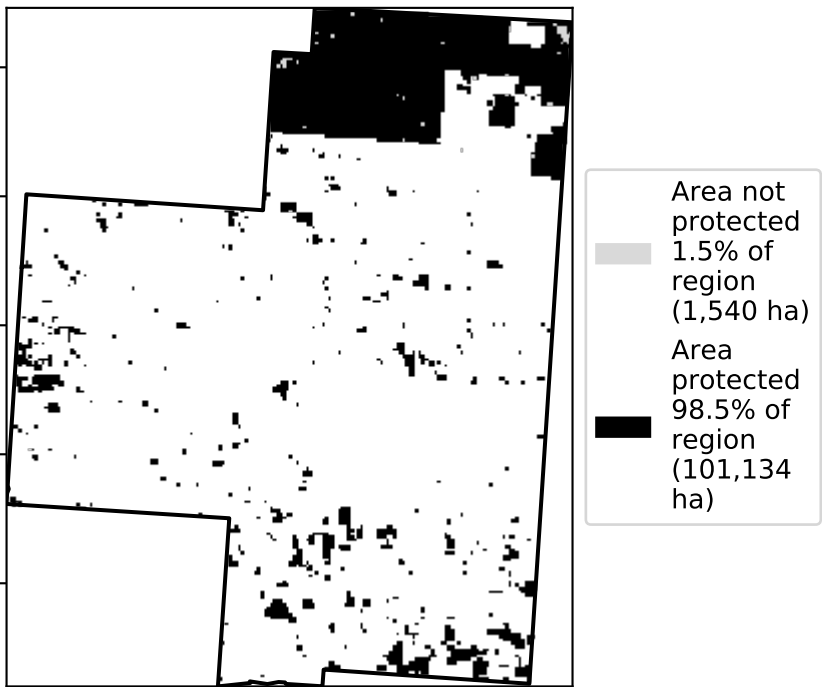 Area not
protected
1.5% of
region
(1,540 ha)
Area
protected
98.5% of
region
(101,134
ha)